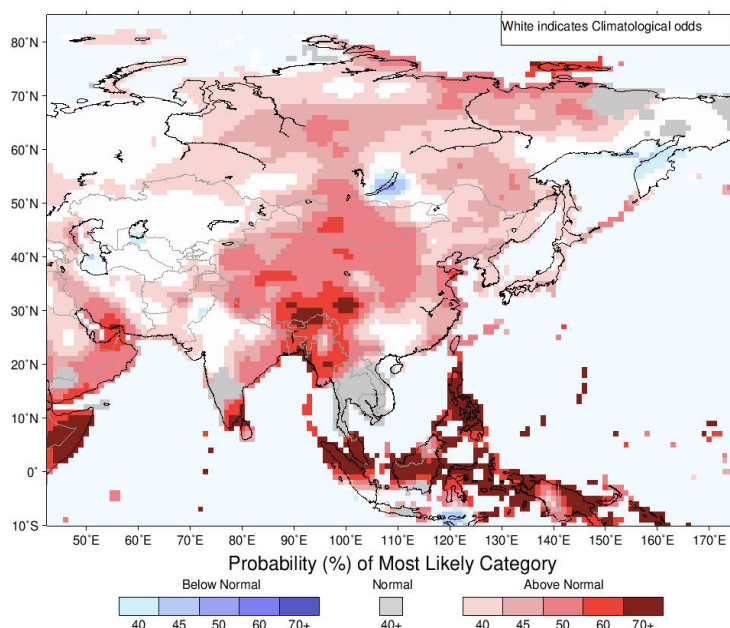 White indicates Climatological odds
80˚N
70˚N
60˚N
50˚N
40˚N
30˚N
20˚N
10˚N
0˚
10˚S
50˚E 60˚E 70˚E 80˚E 90˚E 100˚E 110˚E 120˚E 130˚E 140˚E 150˚E 160˚E 170˚E
Probability (%) of Most Likely Category
Below Normal Normal Above Normal
40 45 50 60 70+ 40+ 40 45 50 60 70+